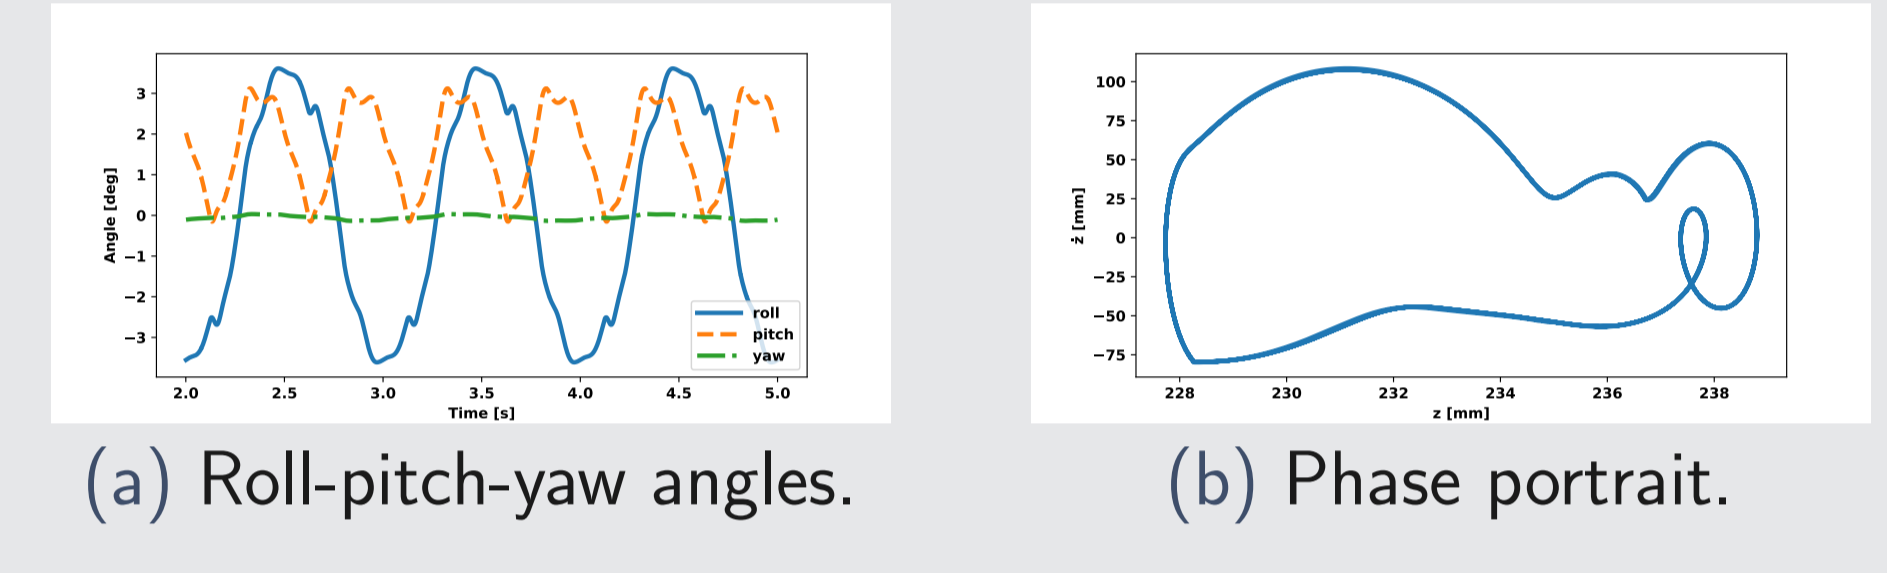 3
2
1
0
−1
−2
−3
Angle [deg]
roll
pitch
yaw
2.0 2.5 3.0 3.5 4.0 4.5 5.0
Time [s]
(a) Roll-pitch-yaw angles.
100
75
50
25
0
−25
−50
−75
ż [mm]
228 230 232 234 236 238
z [mm]
(b) Phase portrait.